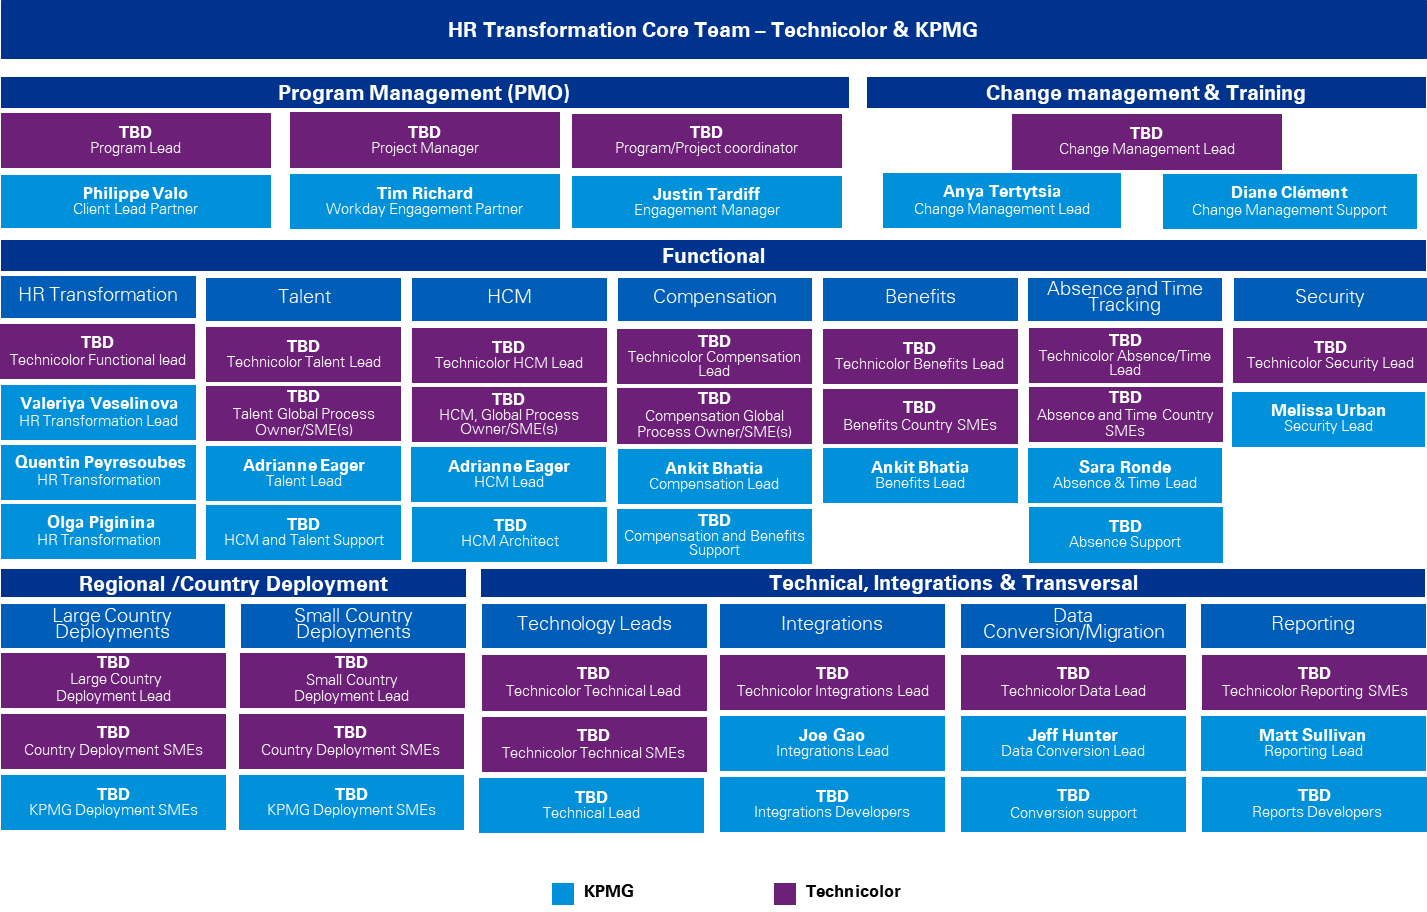 HR Transformation Core Team – Technicolor & KPMG
Program Management (PMO)
TBD
Program Lead
TBD
Project Manager
TBD
Program/Project coordinator
Philippe Valo
Client Lead Partner
Tim Richard
Workday Engagement Partner
Justin Tardiff
Engagement Manager
Change management & Training
TBD
Change Management Lead
Anya Tertytsia
Change Management Lead
Diane Clément
Change Management Support
Functional
HR Transformation
TBD
Technicolor Functional lead
Valeriya Veselinova
HR Transformation Lead
Quentin Peyresoubes
HR Transformation
Olga Piginina
HR Transformation
Talent
TBD
Technicolor Talent Lead
TBD
Talent Global Process
Owner/SME(s)
Adrianne Eager
Talent Lead
TBD
HCM and Talent Support
HCM
TBD
Technicolor HCM Lead
TBD
HCM, Global Process
Owner/SME(s)
Adrianne Eager
HCM Lead
TBD
HCM Architect
Compensation
TBD
Technicolor Compensation
Lead
TBD
Compensation Global
Process Owner/SME(s)
Ankit Bhatia
Compensation Lead
TBD
Compensation and Benefits
Support
Benefits
TBD
Technicolor Benefits Lead
TBD
Benefits Country SMEs
Ankit Bhatia
Benefits Lead
Absence and Time
Tracking
TBD
Technicolor Absence/Time
Lead
TBD
Absence and Time Country
SMEs
Sara Ronde
Absence & Time Lead
TBD
Absence Support
Security
TBD
Technicolor Security Lead
Melissa Urban
Security Lead
Regional /Country Deployment
Large Country
Deployments
TBD
Large Country
Deployment Lead
TBD
Country Deployment SMEs
TBD
KPMG Deployment SMEs
Small Country
Deployments
TBD
Small Country
Deployment Lead
TBD
Country Deployment SMEs
TBD
KPMG Deployment SMEs
Technical, Integrations & Transversal
Technology Leads
TBD
Technicolor Technical Lead
TBD
Technicolor Technical SMEs
TBD
Technical Lead
Integrations
TBD
Technicolor Integrations Lead
Joe Gao
Integrations Lead
TBD
Integrations Developers
Data
Conversion/Migration
TBD
Technicolor Data Lead
Jeff Hunter
Data Conversion Lead
TBD
Conversion support
Reporting
TBD
Technicolor Reporting SMEs
Matt Sullivan
Reporting Lead
TBD
Reports Developers
KPMG
Technicolor